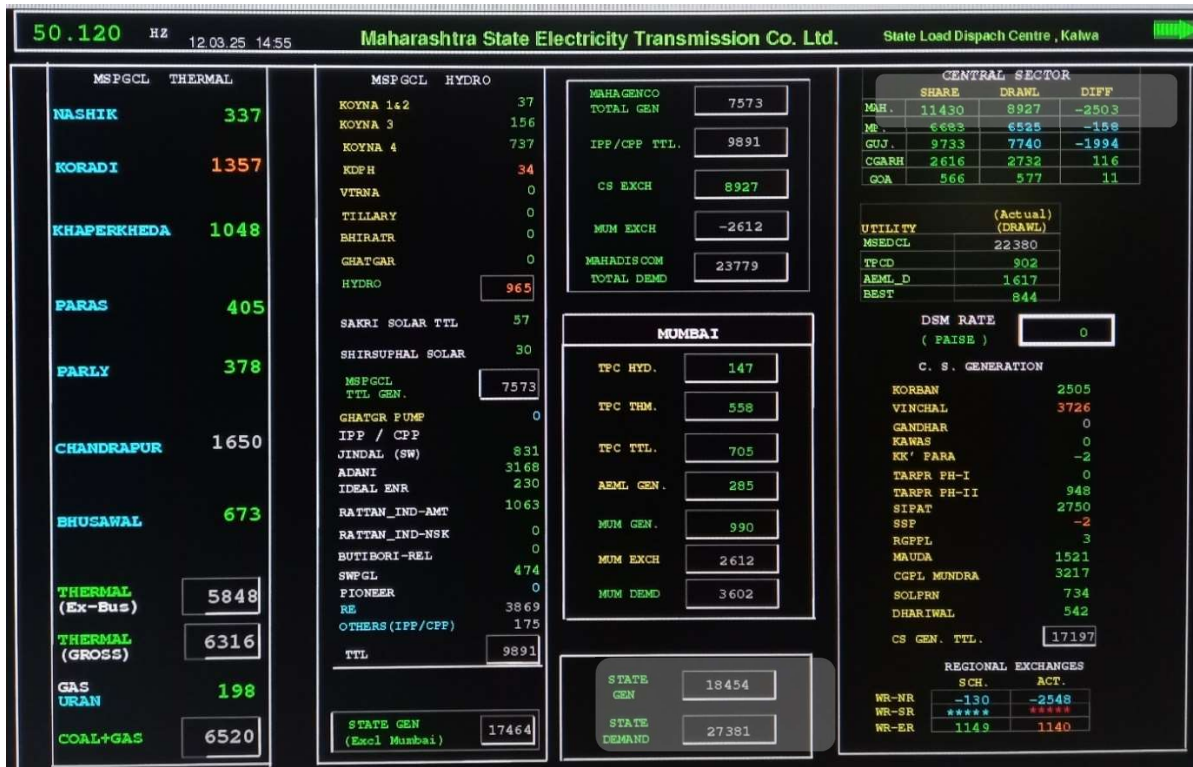 50.120 HZ 12.03.25 14:55 Maharashtra State Electricity Transmission Co. Ltd. State Load Dispach Centre , Kalwa
MSPGCL THERMAL
NASHIK 337
KORADI 1357
KHAPERKHEDA 1048
PARAS 405
PARLY 378
CHANDRAPUR 1650
BHUSAWAL 673
THERMAL 5848
(Ex-Bus)
THERMAL 6316
(GROSS)
GAS 198
URAN
COAL+GAS 6520
MSPGCL HYDRO
KOYNA 1&2 37
KOYNA 3 156
KOYNA 4 737
KDPH 34
VTRNA 0
TILLARY 0
BHIRATR 0
GHATGAR 0
HYDRO 965
SAKRI SOLAR TTL 57
SHIRSUPHAL SOLAR 30
MSPGCL 7573
TTL GEN.
GHATGR PUMP 0
IPP / CPP
JINDAL (SW) 831
ADANI 3168
IDEAL ENR 230
RATTAN_IND-AMT 1063
RATTAN_IND-NSK 0
BUTIBORI-REL 0
SWPGL 474
PIONEER 0
RE 3869
OTHERS(IPP/CPP) 175
TTL 9891
STATE GEN 17464
(Excl Mumbai)
MAHAGENCO 7573
TOTAL GEN
IPP/CPP TTL. 9891
CS EXCH 8927
MUM EXCH -2612
MAHADISCOM 23779
TOTAL DEMD
MUMBAI
TPC HYD. 147
TPC THM. 558
TPC TTL. 705
AEML GEN. 285
MUM GEN. 990
MUM EXCH 2612
MUM DEMD 3602
STATE 18454
GEN
STATE 27381
DEMAND
CENTRAL SECTOR
SHARE DRAWL DIFF
MAH. 11430 8927 -2503
MP. 6683 6525 -158
GUJ. 9733 7740 -1994
CGARH 2616 2732 116
GOA 566 577 11
(Actual)
UTILITY (DRAWL)
MSEDCL 22380
TPCD 902
AEML_D 1617
BEST 844
DSM RATE 0
( PAISE )
C. S. GENERATION
KORBAN 2505
VINCHAL 3726
GANDHAR 0
KAWAS 0
KK' PARA -2
TARPR PH-I 0
TARPR PH-II 948
SIPAT 2750
SSP -2
RGPPL 3
MAUDA 1521
CGPL MUNDRA 3217
SOLPRN 734
DHARIWAL 542
CS GEN. TTL. 17197
REGIONAL EXCHANGES
SCH. ACT.
WR-NR -130 -2548
WR-SR ***** *****
WR-ER 1149 1140